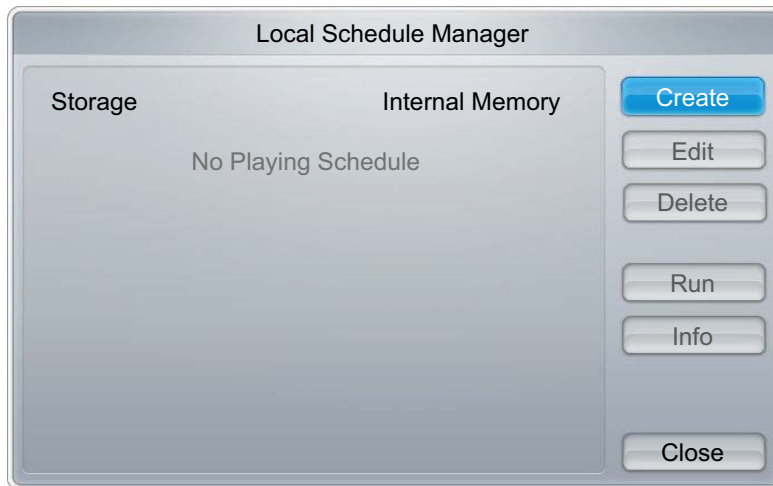 Local Schedule Manager
Storage Internal Memory
No Playing Schedule
Create
Edit
Delete
Run
Info
Close